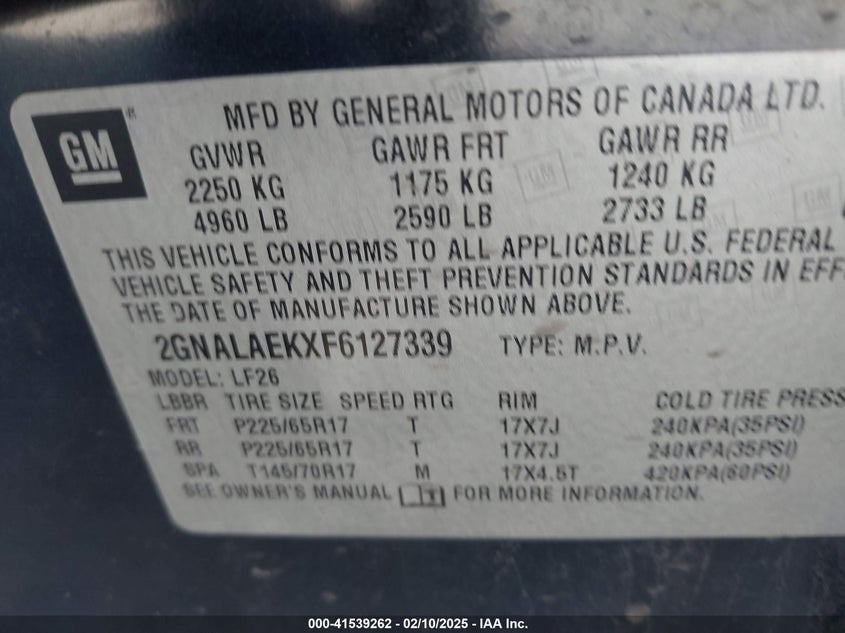 GM
MFD BY GENERAL MOTORS OF CANADA LTD.
GVWR GAWR FRT GAWR RR
2250 KG 1175 KG 1240 KG
4960 LB 2590 LB 2733 LB
THIS VEHICLE CONFORMS TO ALL APPLICABLE U.S. FEDERAL
VEHICLE SAFETY AND THEFT PREVENTION STANDARDS IN EFF
THE DATE OF MANUFACTURE SHOWN ABOVE.
2GNALAEKXF6127339 TYPE: M.P.V.
MODEL: LF26
LBBR TIRE SIZE SPEED RTG RIM COLD TIRE PRESS
FRT P225/65R17 T 17X7J 240KPA(35PSI)
RR P225/65R17 T 17X7J 240KPA(35PSI)
SPA T145/70R17 M 17X4.5T 420KPA(60PSI)
SEE OWNER'S MANUAL FOR MORE INFORMATION.
000-41539262 - 02/10/2025 - IAA Inc.